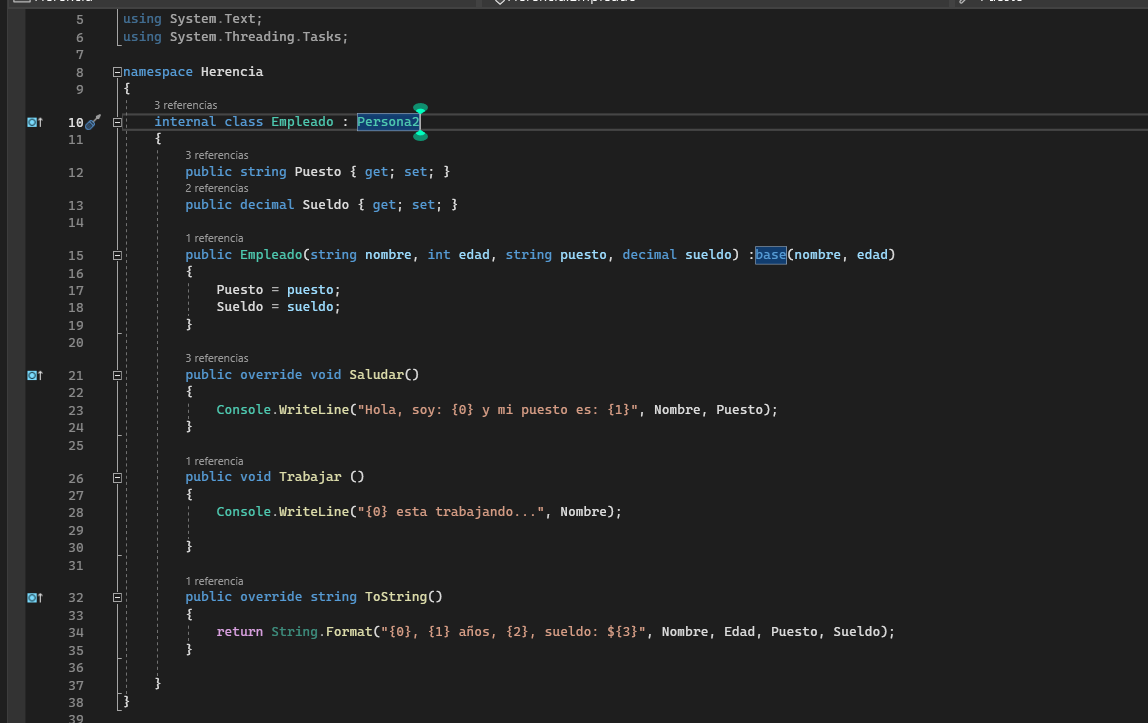 5 using System.Text;
6 using System.Threading.Tasks;
7
8 namespace Herencia
9 {
3 referencias
10 internal class Empleado : Persona2
11 {
3 referencias
12 public string Puesto { get; set; }
2 referencias
13 public decimal Sueldo { get; set; }
14
1 referencia
15 public Empleado(string nombre, int edad, string puesto, decimal sueldo) :base(nombre, edad)
16 {
17 Puesto = puesto;
18 Sueldo = sueldo;
19 }
20
3 referencias
21 public override void Saludar()
22 {
23 Console.WriteLine("Hola, soy: {0} y mi puesto es: {1}", Nombre, Puesto);
24 }
25
1 referencia
26 public void Trabajar ()
27 {
28 Console.WriteLine("{0} esta trabajando...", Nombre);
29
30 }
31
1 referencia
32 public override string ToString()
33 {
34 return String.Format("{0}, {1} años, {2}, sueldo: ${3}", Nombre, Edad, Puesto, Sueldo);
35 }
36
37 }
38 }
39